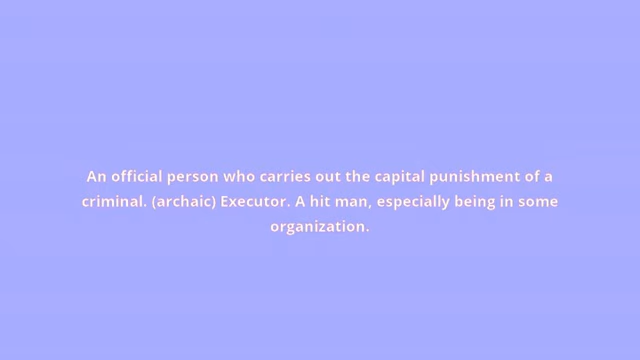 An official person who carries out the capital punishment of a
criminal. (archaic) Executor. A hit man, especially being in some
organization.